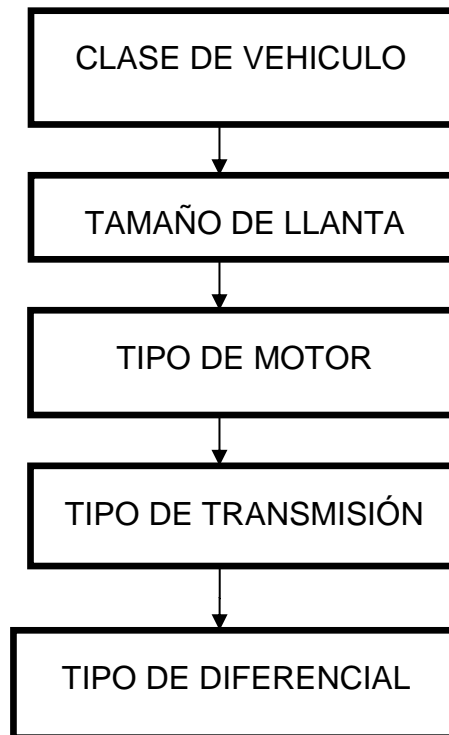 CLASE DE VEHICULO
TAMAÑO DE LLANTA
TIPO DE MOTOR
TIPO DE TRANSMISIÓN
TIPO DE DIFERENCIAL